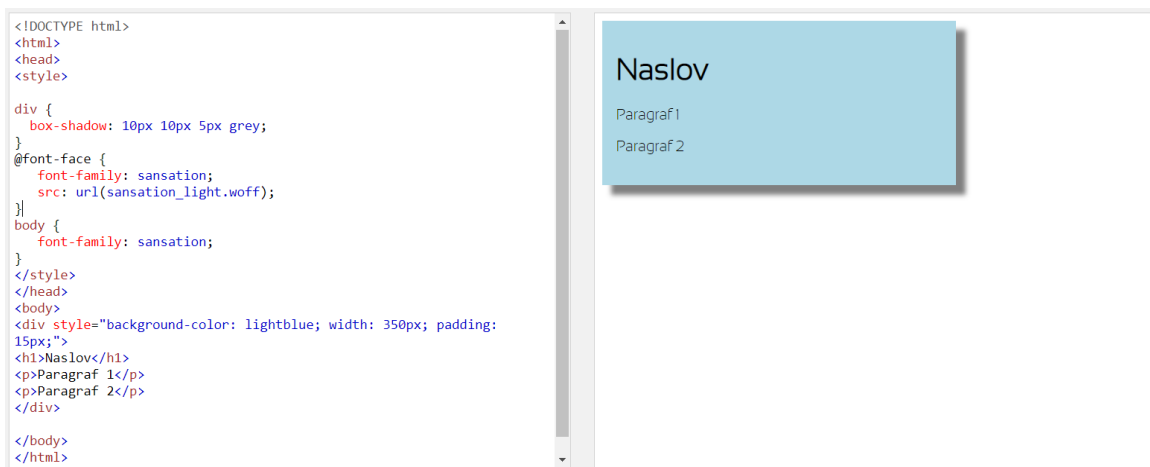 <!DOCTYPE html>
<html>
<head>
<style>
div {
box-shadow: 10px 10px 5px grey;
}
@font-face {
font-family: sansation;
src: url(sansation_light.woff);
}
body {
font-family: sansation;
}
</style>
</head>
<body>
<div style="background-color: lightblue; width: 350px; padding:
15px;">
<h1>Naslov</h1>
<p>Paragraf 1</p>
<p>Paragraf 2</p>
</div>
</body>
</html>
Naslov
Paragraf 1
Paragraf 2